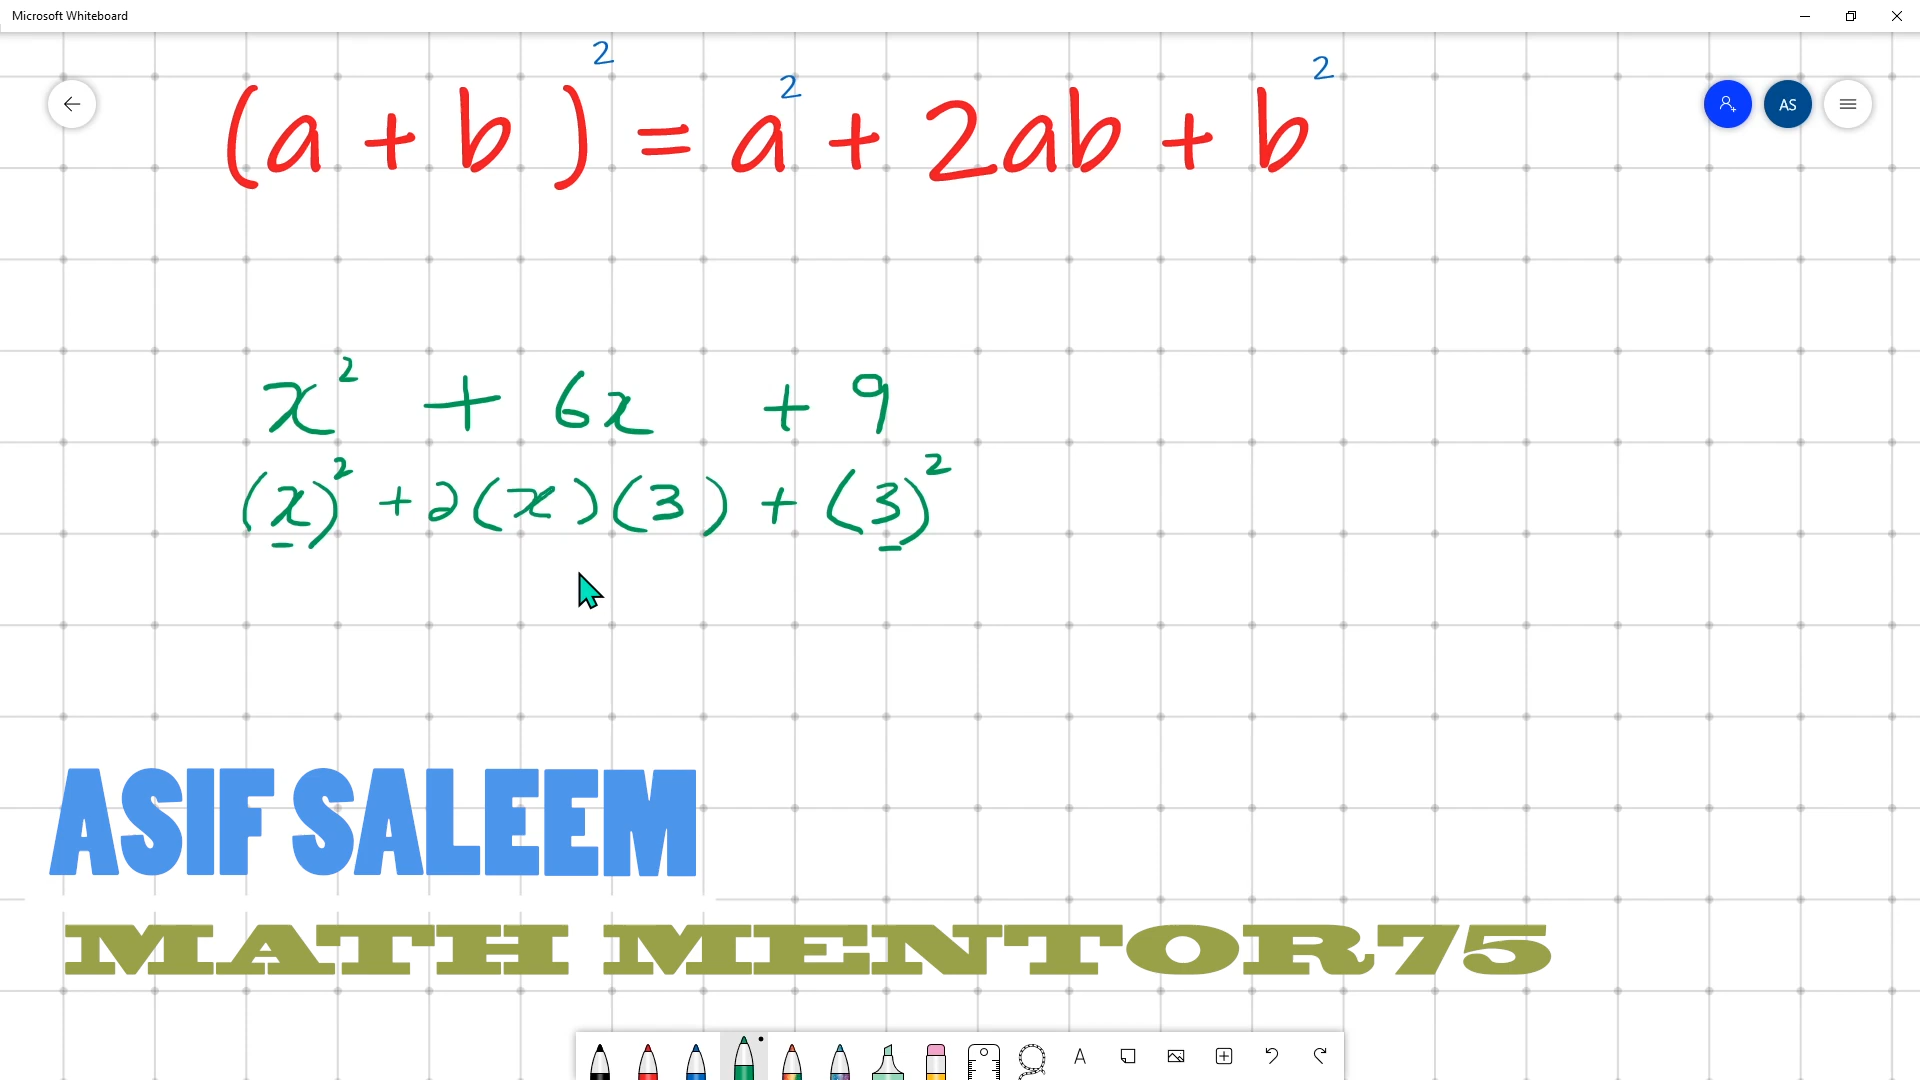 Microsoft Whiteboard
(a + b)² = a² + 2ab + b²
AS
x² + 6x + 9
(x)² + 2(x)(3) + (3)²
ASIF SALEEM
MATH MENTOR75
A